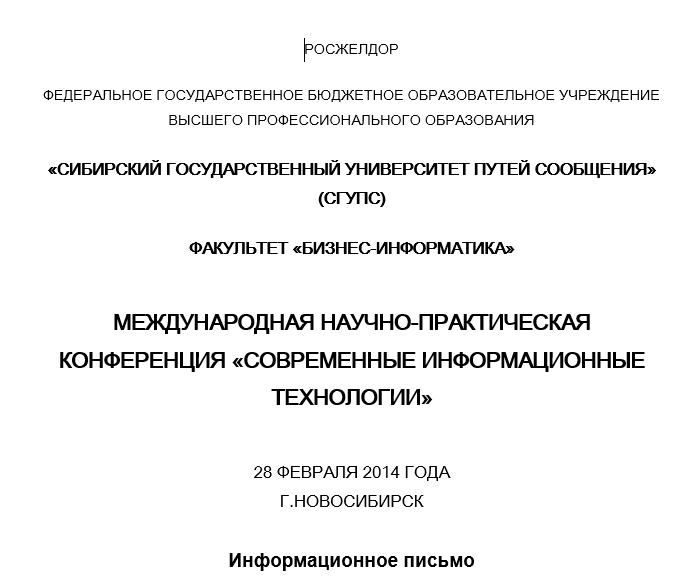 РОСЖЕЛДОР
ФЕДЕРАЛЬНОЕ ГОСУДАРСТВЕННОЕ БЮДЖЕТНОЕ ОБРАЗОВАТЕЛЬНОЕ УЧРЕЖДЕНИЕ
ВЫСШЕГО ПРОФЕССИОНАЛЬНОГО ОБРАЗОВАНИЯ
«СИБИРСКИЙ ГОСУДАРСТВЕННЫЙ УНИВЕРСИТЕТ ПУТЕЙ СООБЩЕНИЯ»
(СГУПС)
ФАКУЛЬТЕТ «БИЗНЕС-ИНФОРМАТИКА»
МЕЖДУНАРОДНАЯ НАУЧНО-ПРАКТИЧЕСКАЯ
КОНФЕРЕНЦИЯ «СОВРЕМЕННЫЕ ИНФОРМАЦИОННЫЕ
ТЕХНОЛОГИИ»
28 ФЕВРАЛЯ 2014 ГОДА
Г.НОВОСИБИРСК
Информационное письмо